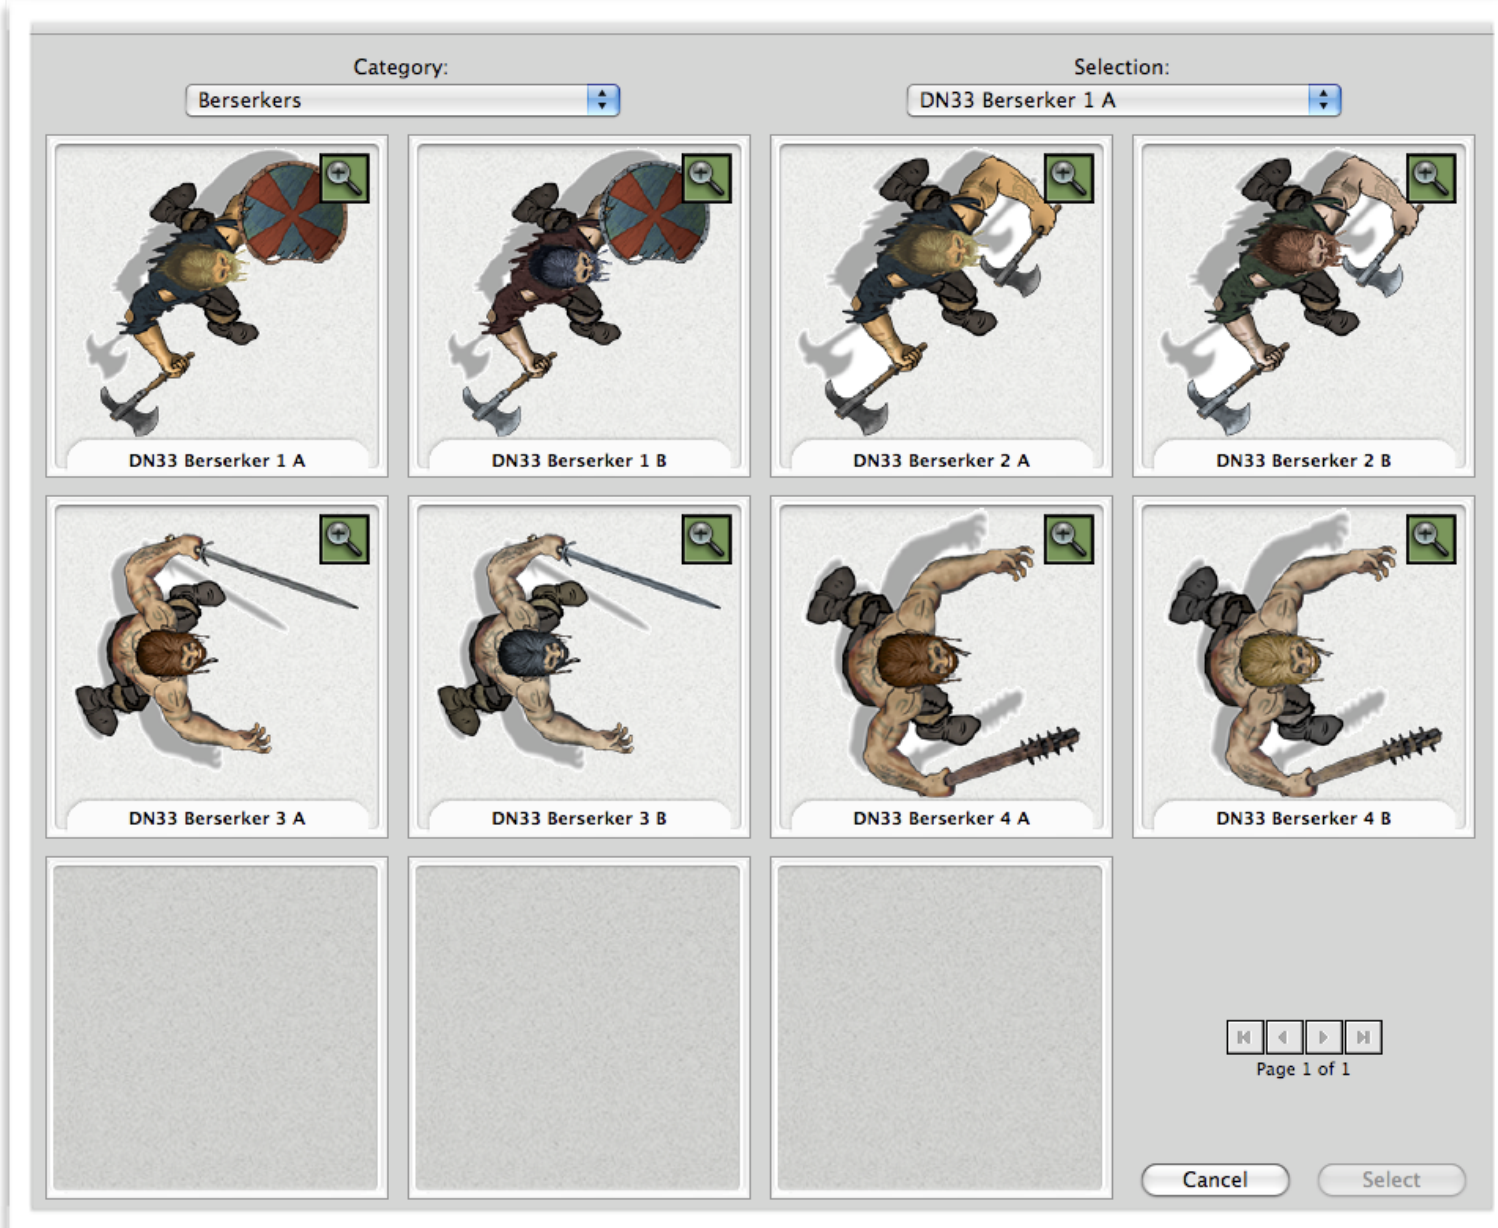 Category:
Selection:
Berserkers
DN33 Berserker 1 A
DN33 Berserker 1 A
DN33 Berserker 1 B
DN33 Berserker 2 A
DN33 Berserker 2 B
DN33 Berserker 3 A
DN33 Berserker 3 B
DN33 Berserker 4 A
DN33 Berserker 4 B
Page 1 of 1
Cancel
Select